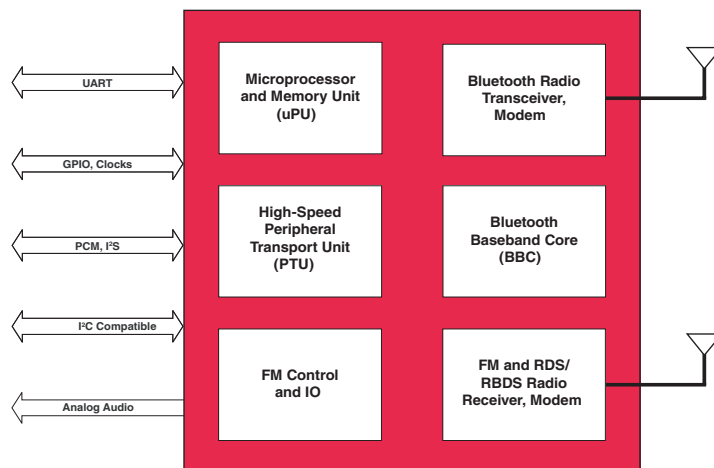 UART
GPIO, Clocks
PCM, I²S
I²C Compatible
Analog Audio
Microprocessor
and Memory Unit
(uPU)
Bluetooth Radio
Transceiver,
Modem
High-Speed
Peripheral
Transport Unit
(PTU)
Bluetooth
Baseband Core
(BBC)
FM Control
and IO
FM and RDS/
RBDS Radio
Receiver, Modem